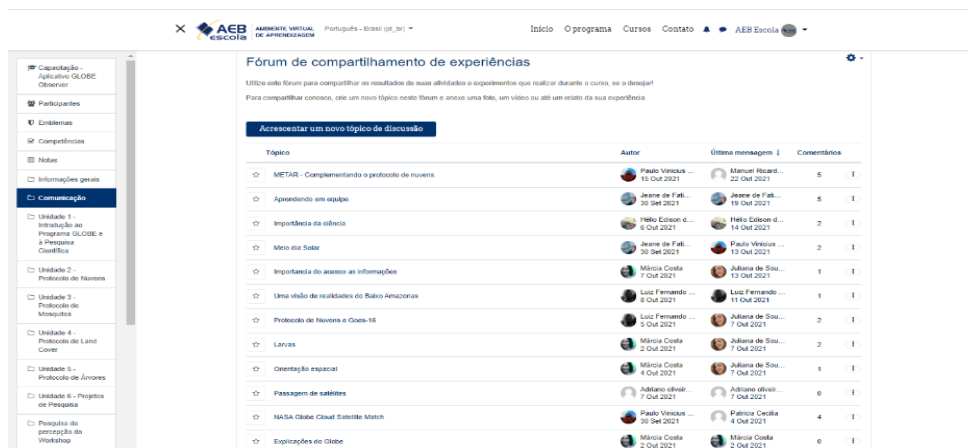 AEB
escola
AMBIENTE VIRTUAL
DE APRENDIZAGEM
Português - Brasil (pt_br)
Início O programa Cursos Contato AEB Escola
Capacitação -
Aplicativo GLOBE
Observer
Participantes
Emblemas
Competências
Notas
Informações gerais
Comunicação
Unidade 1 -
Introdução ao
Programa GLOBE e
à Pesquisa
Científica
Unidade 2 -
Protocolo de Nuvens
Unidade 3 -
Protocolo de
Mosquitos
Unidade 4 -
Protocolo de Land
Cover
Unidade 5 -
Protocolo de Árvores
Unidade 6 - Projetos
de Pesquisa
Pesquisa de
percepção do
Workshop
Fórum de compartilhamento de experiências
Utilize este fórum para compartilhar os resultados de suas atividades e experimentos que realizar durante o curso, se o desejar!
Para compartilhar conosco, crie um novo tópico neste fórum e anexe uma foto, um vídeo ou até um relato da sua experiência.
Acrescentar um novo tópico de discussão
Tópico Autor Última mensagem Comentários
METAR - Complementando o protocolo de nuvens Paulo Vinicius ... Manuel Ricard... 5
15 Out 2021 22 Out 2021
Aprendendo em equipe Jeane de Fati... Jeane de Fati... 5
30 Set 2021 19 Out 2021
Importância da ciência Hélio Edison d... Hélio Edison d... 2
6 Out 2021 14 Out 2021
Meio dia Solar Jeane de Fati... Paulo Vinicius ... 2
30 Set 2021 13 Out 2021
Importancia do acesso as informações Márcia Costa Juliana de Sou... 1
7 Out 2021 13 Out 2021
Uma visão de realidades do Baixo Amazonas Luiz Fernando ... Luiz Fernando ... 1
Out 2021 11 Out 2021
Protocolo de Nuvens e Goes-16 Luiz Fernando ... Juliana de Sou... 2
5 Out 2021 7 Out 2021
Larvas Márcia Costa Juliana de Sou... 2
2 Out 2021 7 Out 2021
Orientação espacial Márcia Costa Juliana de Sou... 1
4 Out 2021 7 Out 2021
Passagem de satélites Adriano oliveir... Adriano oliveir... 0
7 Out 2021 7 Out 2021
NASA Globe Cloud Satellite Match Paulo Vinicius ... Patricia Cecília 4
30 Set 2021 4 Out 2021
Explicações do Globe Márcia Costa Márcia Costa 0
2 Out 2021 2 Out 2021